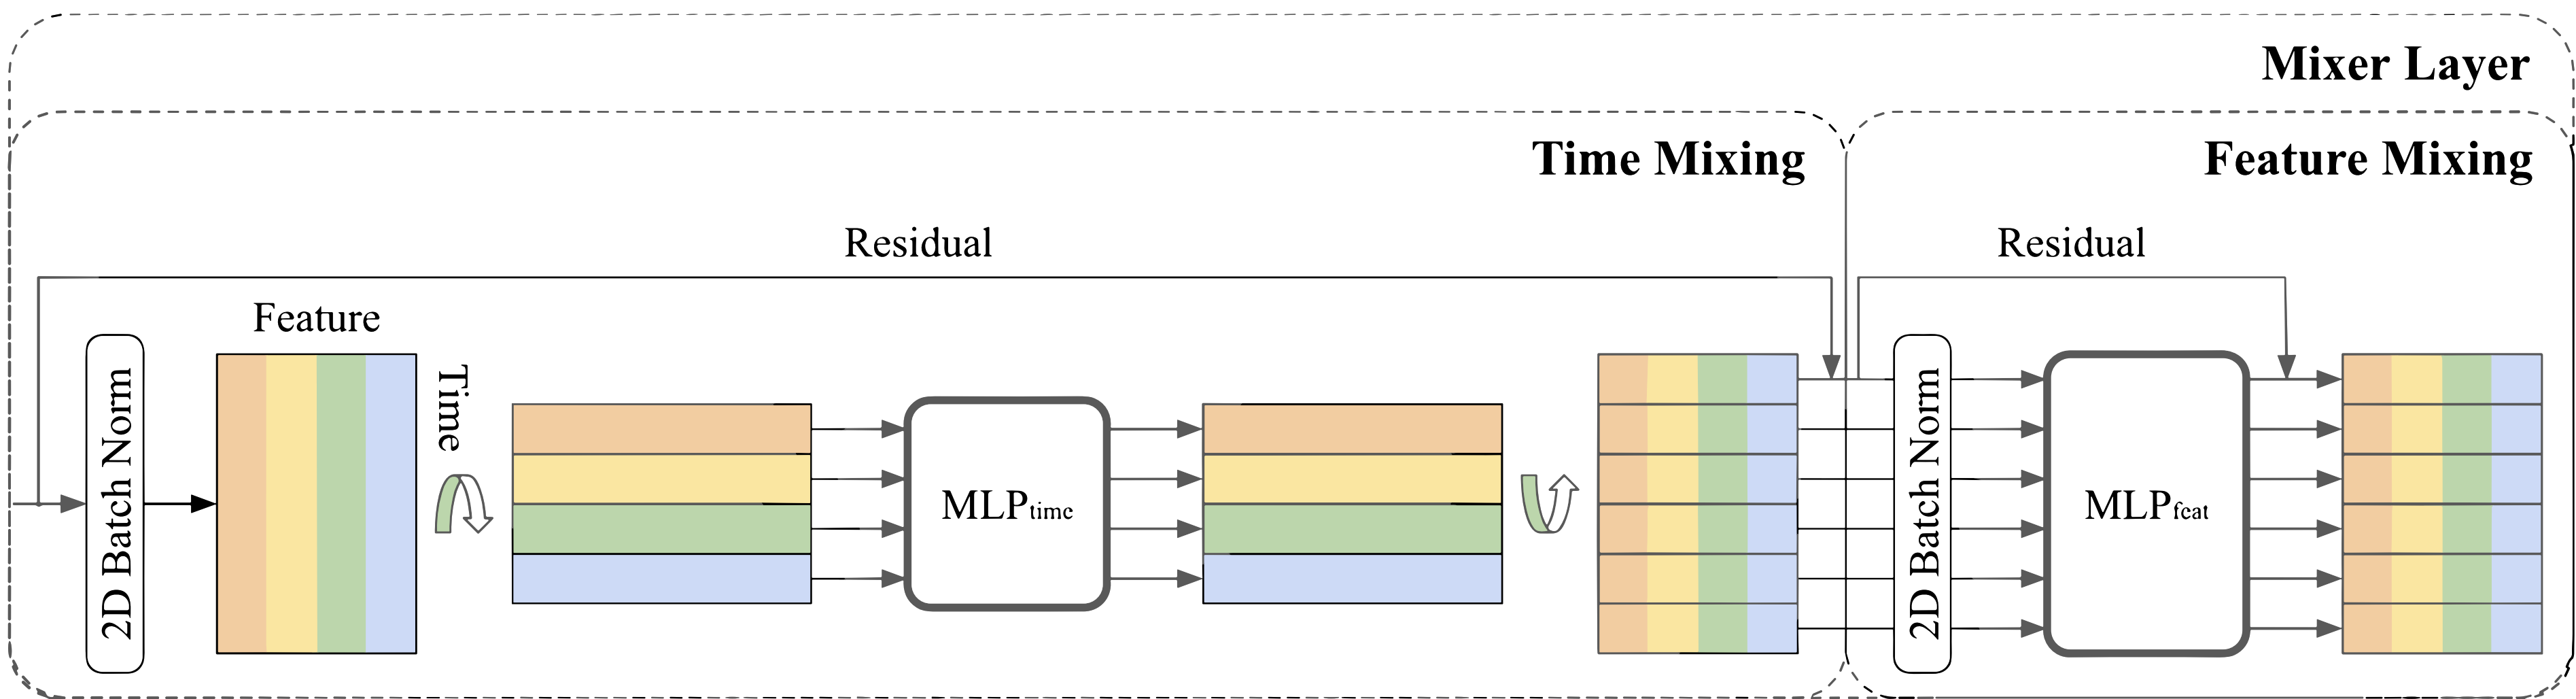 Mixer Layer
Time Mixing
Feature Mixing
Residual
Residual
Feature
Time
2D Batch Norm
MLPtime
2D Batch Norm
MLPfeat